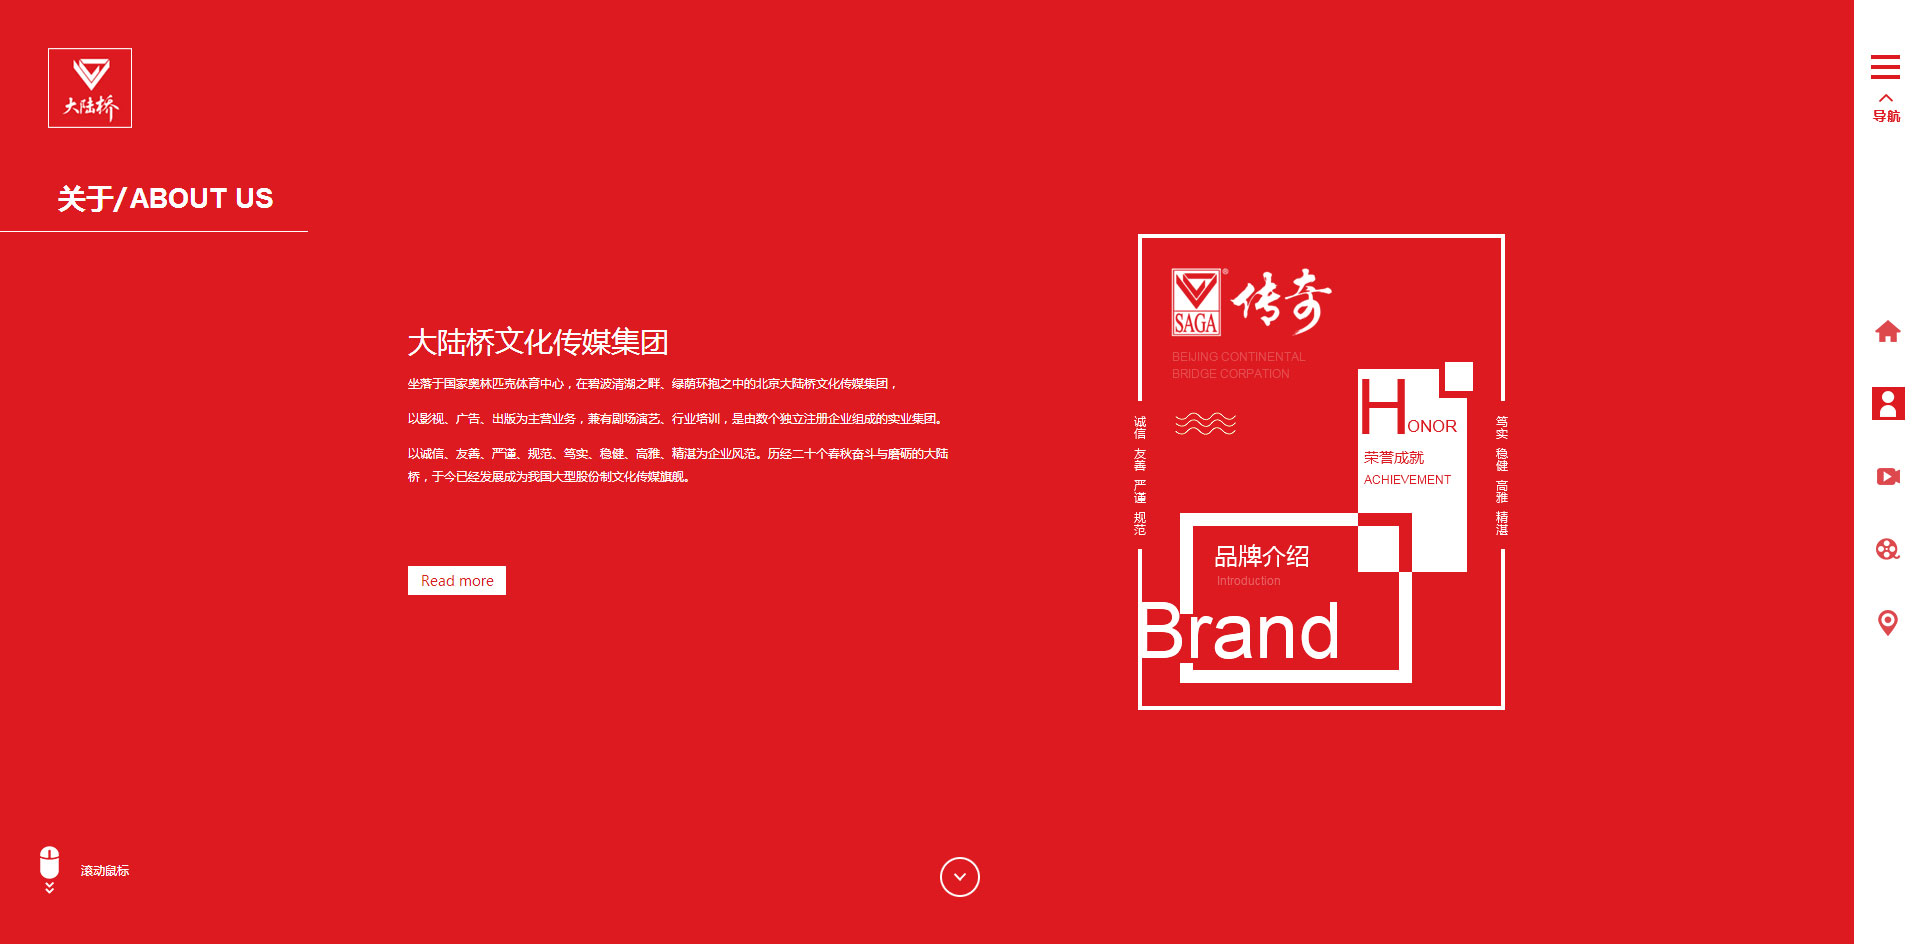 大陆桥
导航
关于/ABOUT US
SAGA
®
传奇
大陆桥文化传媒集团
BEIJING CONTINENTAL
BRIDGE CORPATION
坐落于国家奥林匹克体育中心，在碧波清湖之畔、绿荫环抱之中的北京大陆桥文化传媒集团，
以影视、广告、出版为主营业务，兼有剧场演艺、行业培训，是由数个独立注册企业组成的实业集团。
以诚信、友善、严谨、规范、笃实、稳健、高雅、精湛为企业风范。历经二十个春秋奋斗与磨砺的大陆
桥，于今已经发展成为我国大型股份制文化传媒旗舰。
Read more
诚信 友善 严谨 规范
HONOR
荣誉成就
ACHIEVEMENT
笃实 稳健 高雅 精湛
品牌介绍
Introduction
Brand
滚动鼠标